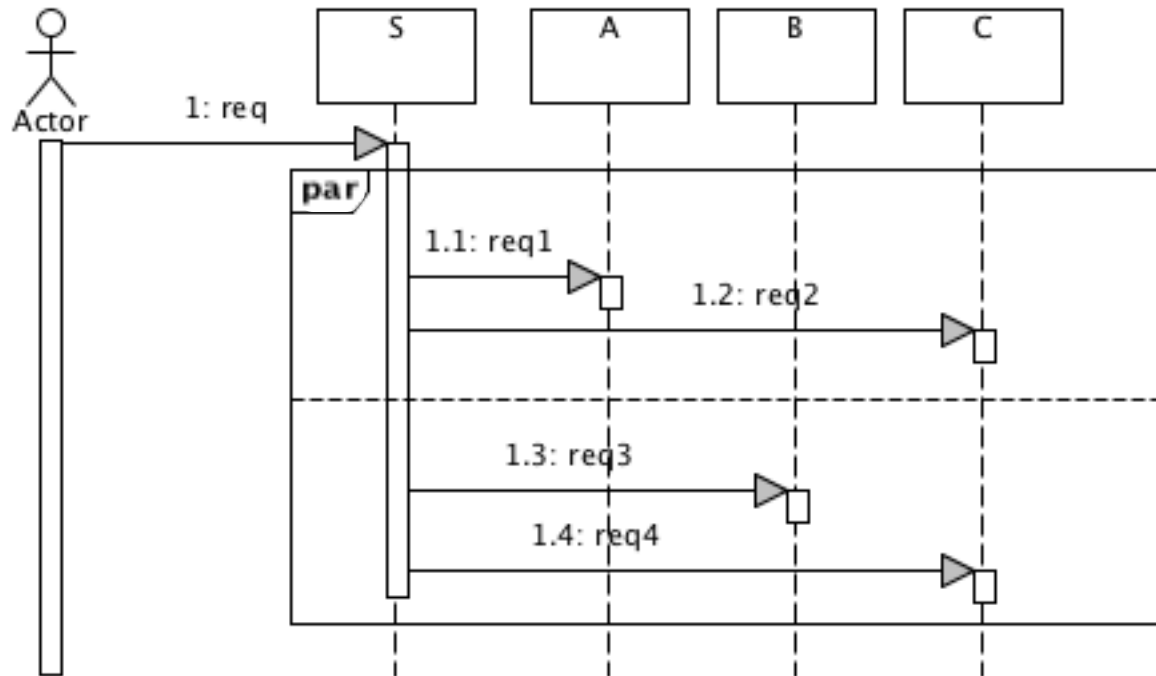 S
A
B
C
Actor
1: req
par
1.1: req1
1.2: req2
1.3: req3
1.4: req4